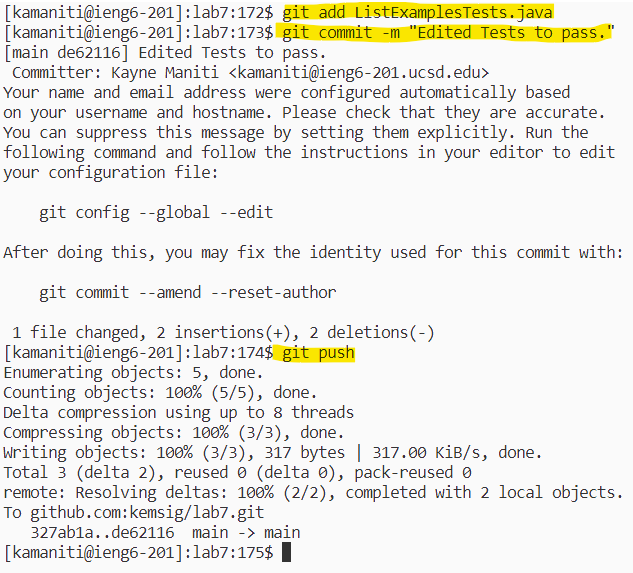 [kamaniti@ieng6-201]:lab7:172$ git add ListExamplesTests.java
[kamaniti@ieng6-201]:lab7:173$ git commit -m "Edited Tests to pass."
[main de62116] Edited Tests to pass.
 Committer: Kayne Maniti <kamaniti@ieng6-201.ucsd.edu>
Your name and email address were configured automatically based
on your username and hostname. Please check that they are accurate.
You can suppress this message by setting them explicitly. Run the
following command and follow the instructions in your editor to edit
your configuration file:

    git config --global --edit

After doing this, you may fix the identity used for this commit with:

    git commit --amend --reset-author

 1 file changed, 2 insertions(+), 2 deletions(-)
[kamaniti@ieng6-201]:lab7:174$ git push
Enumerating objects: 5, done.
Counting objects: 100% (5/5), done.
Delta compression using up to 8 threads
Compressing objects: 100% (3/3), done.
Writing objects: 100% (3/3), 317 bytes | 317.00 KiB/s, done.
Total 3 (delta 2), reused 0 (delta 0), pack-reused 0
remote: Resolving deltas: 100% (2/2), completed with 2 local objects.
To github.com:kemsig/lab7.git
   327ab1a..de62116  main -> main
[kamaniti@ieng6-201]:lab7:175$